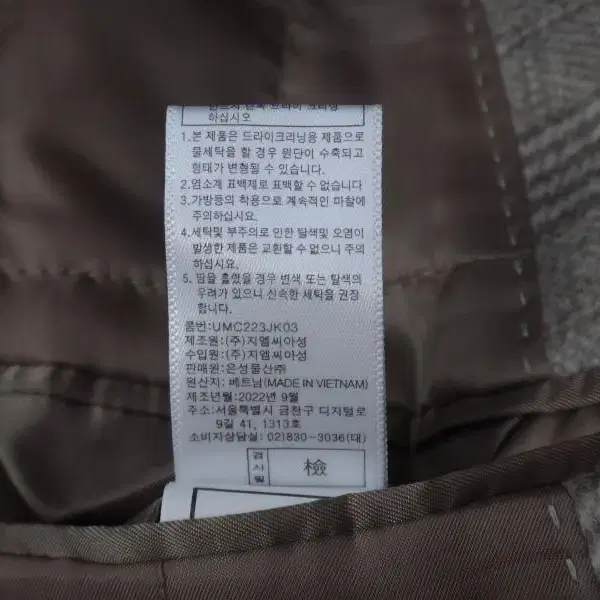 하십시오
1.본 제품은 드라이크리닝용 제품으로
물세탁을 할 경우 원단이 수축되고
형태가 변형될 수 있습니다.
2.염소계 표백제로 표백할 수 없습니다
3.가방등의 착용으로 계속적인 마찰에
주의하십시요.
4.세탁및 부주의로 인한 탈색및 오염이
발생한 제품은 교환할 수 없으니 주의
하십시요.
5. 땀을 흘렸을 경우 변색 또는 탈색의
우려가 있으니 신속한 세탁을 권장
합니다.
품번:UMC223JK03
제조원:(주)지엠씨아성
수입원:(주)지엠씨아성
판매원:은성물산㈜
원산지: 베트남(MADE IN VIETNAM)
제조년월:2022년 9월
주소:서울특별시 금천구 디지털로
9길 41, 1313호
소비자상담실: 02)830-3036(대)
검사필 檢